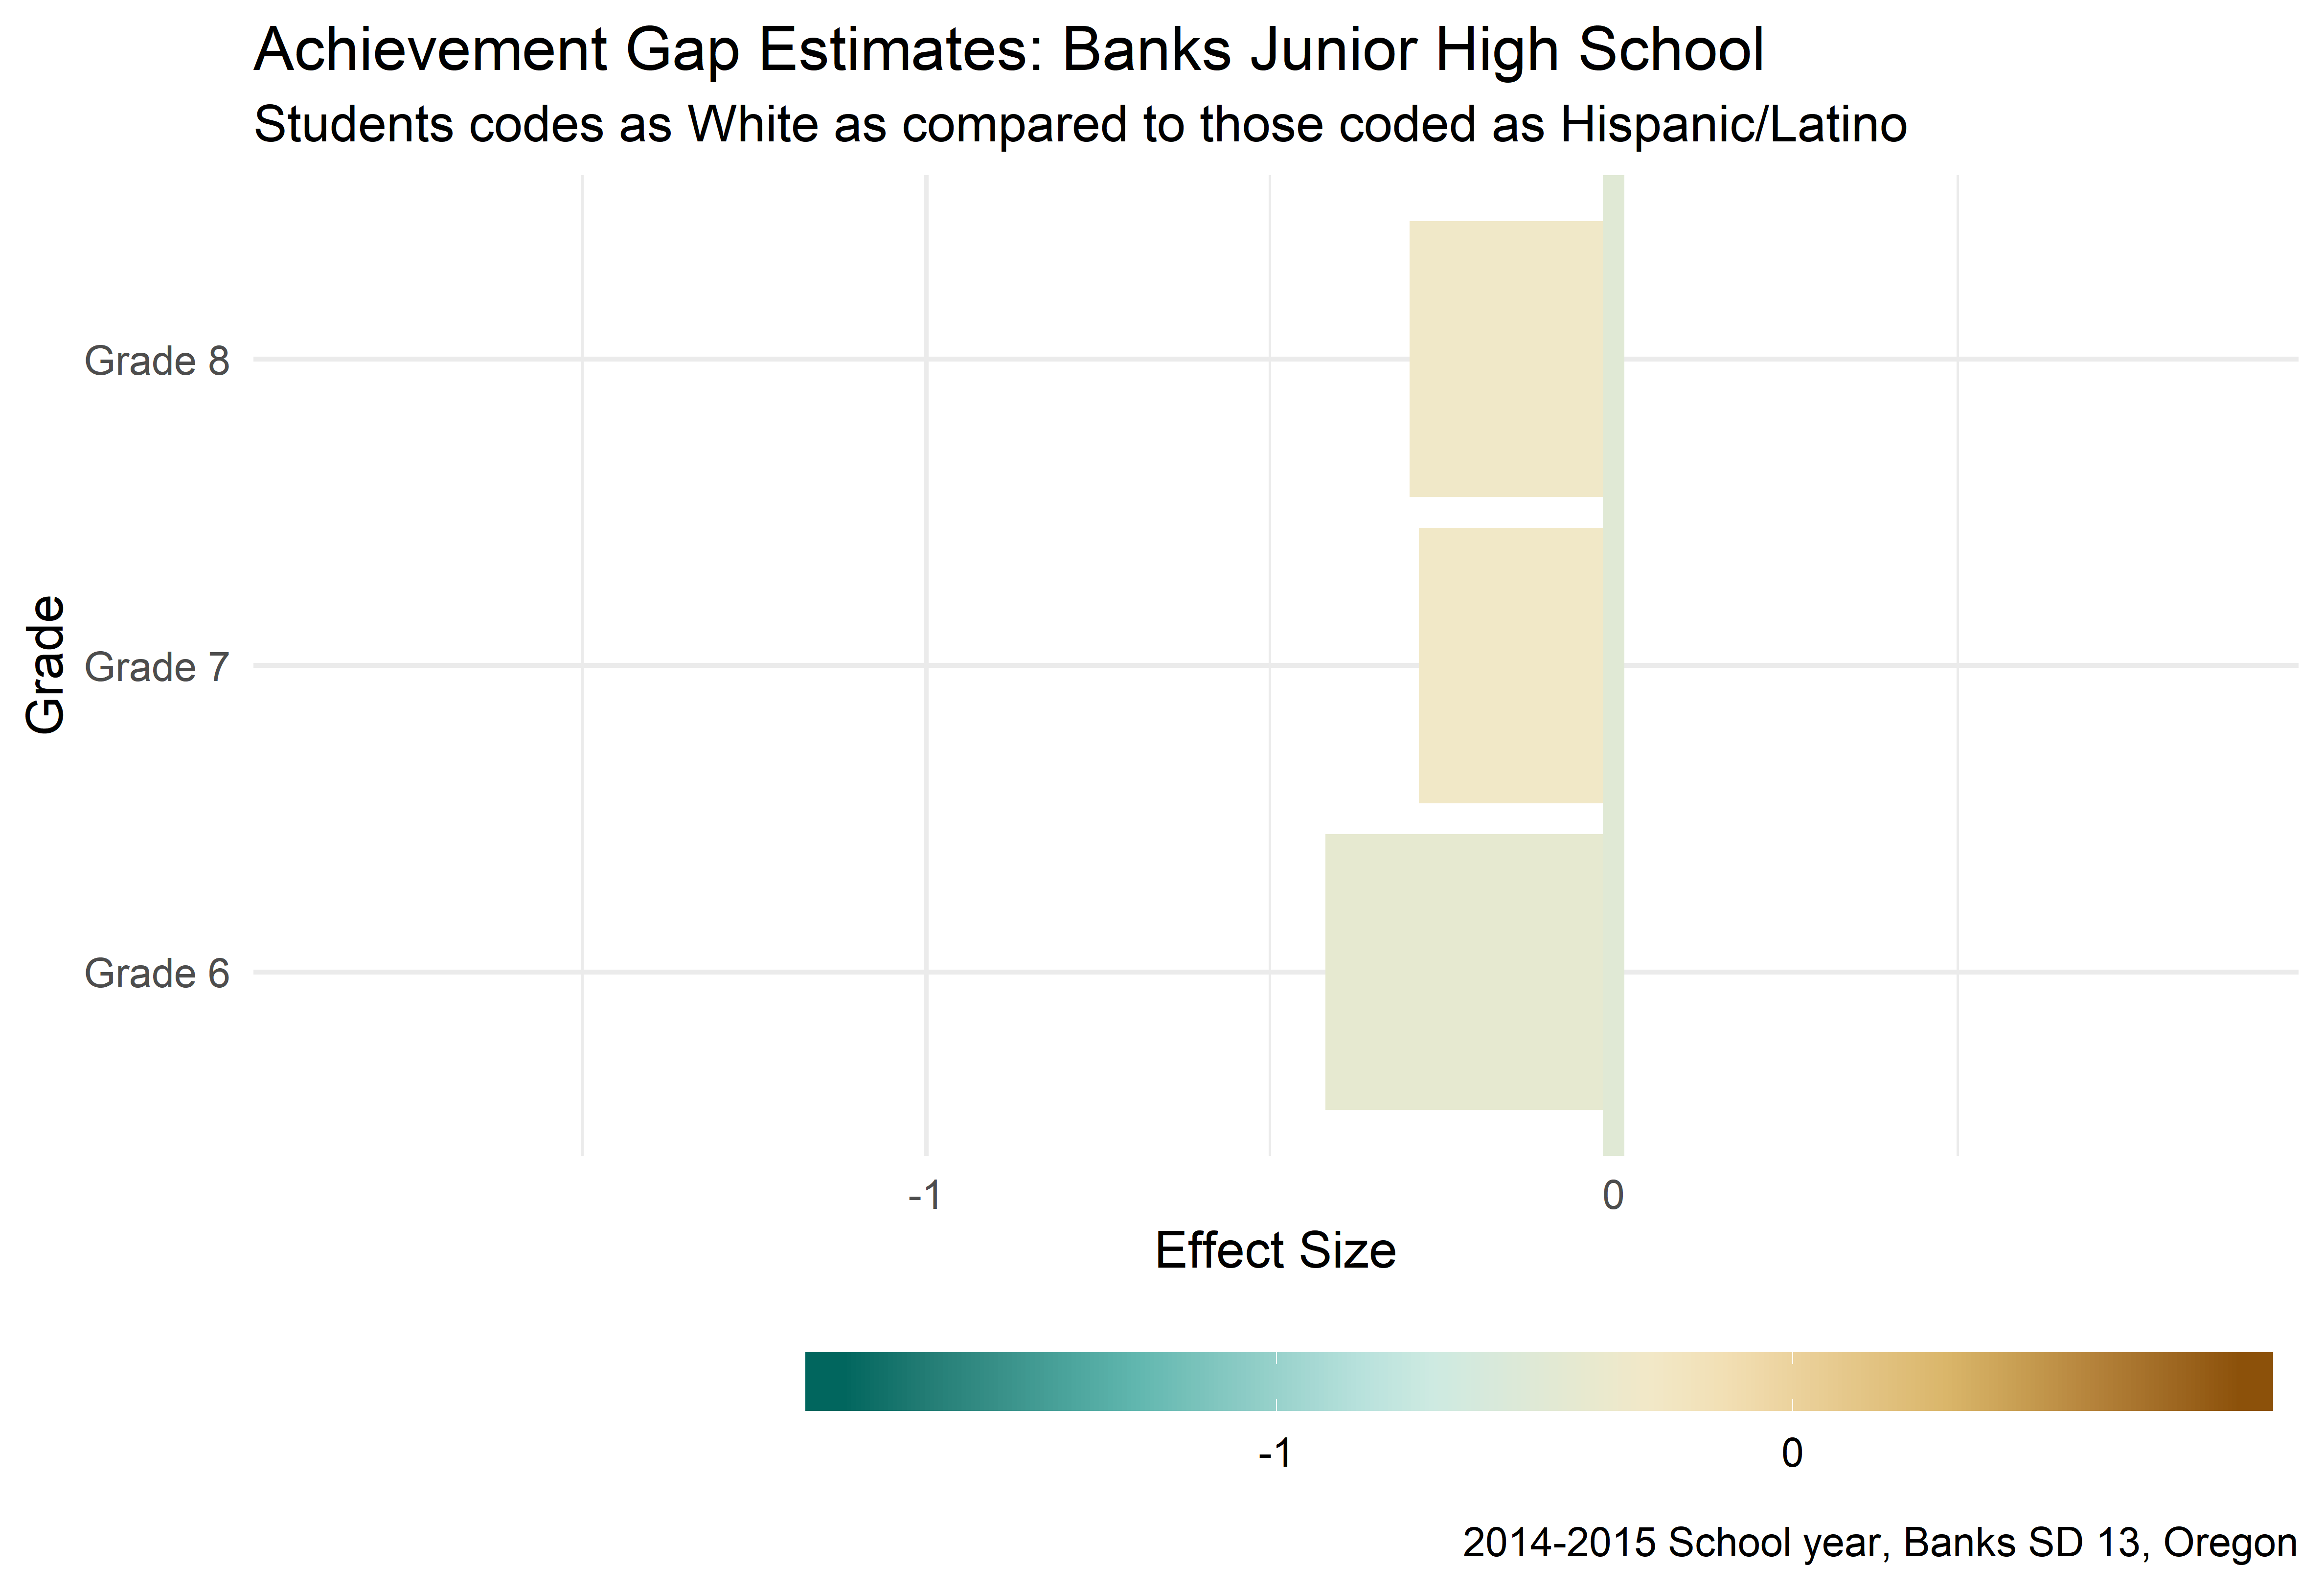 Achievement Gap Estimates: Banks Junior High School
Students codes as White as compared to those coded as Hispanic/Latino
Grade
Grade 8
Grade 7
Grade 6
-1 0
Effect Size
-1 0
2014-2015 School year, Banks SD 13, Oregon